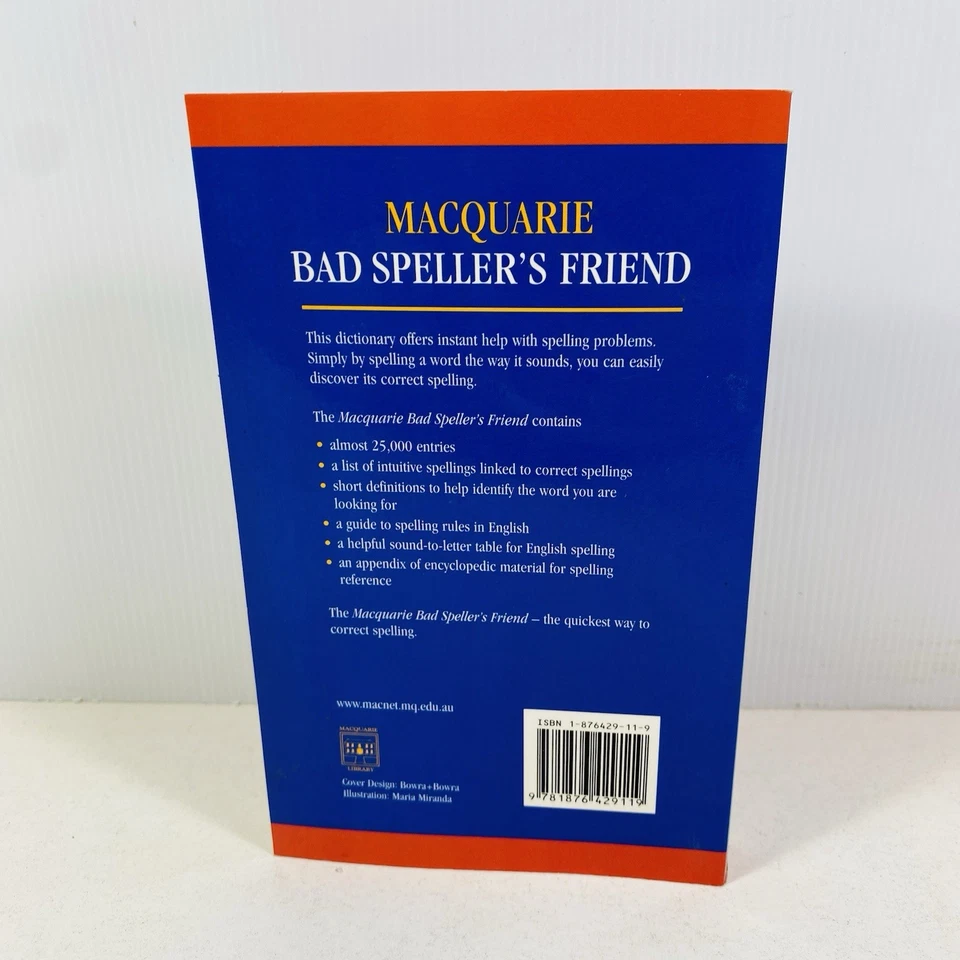 MACQUARIE
BAD SPELLER'S FRIEND
This dictionary offers instant help with spelling problems.
Simply by spelling a word the way it sounds, you can easily
discover its correct spelling.
The Macquarie Bad Speller's Friend contains
• almost 25,000 entries
• a list of intuitive spellings linked to correct spellings
• short definitions to help identify the word you are
looking for
• a guide to spelling rules in English
• a helpful sound-to-letter table for English spelling
• an appendix of encyclopedic material for spelling
reference
The Macquarie Bad Speller's Friend – the quickest way to
correct spelling.
www.macnet.mq.edu.au
MACQUARIE
LIBRARY
Cover Design: Bowra+Bowra
Illustration: Maria Miranda
ISBN 1-876429-11-9
9 781876 429119